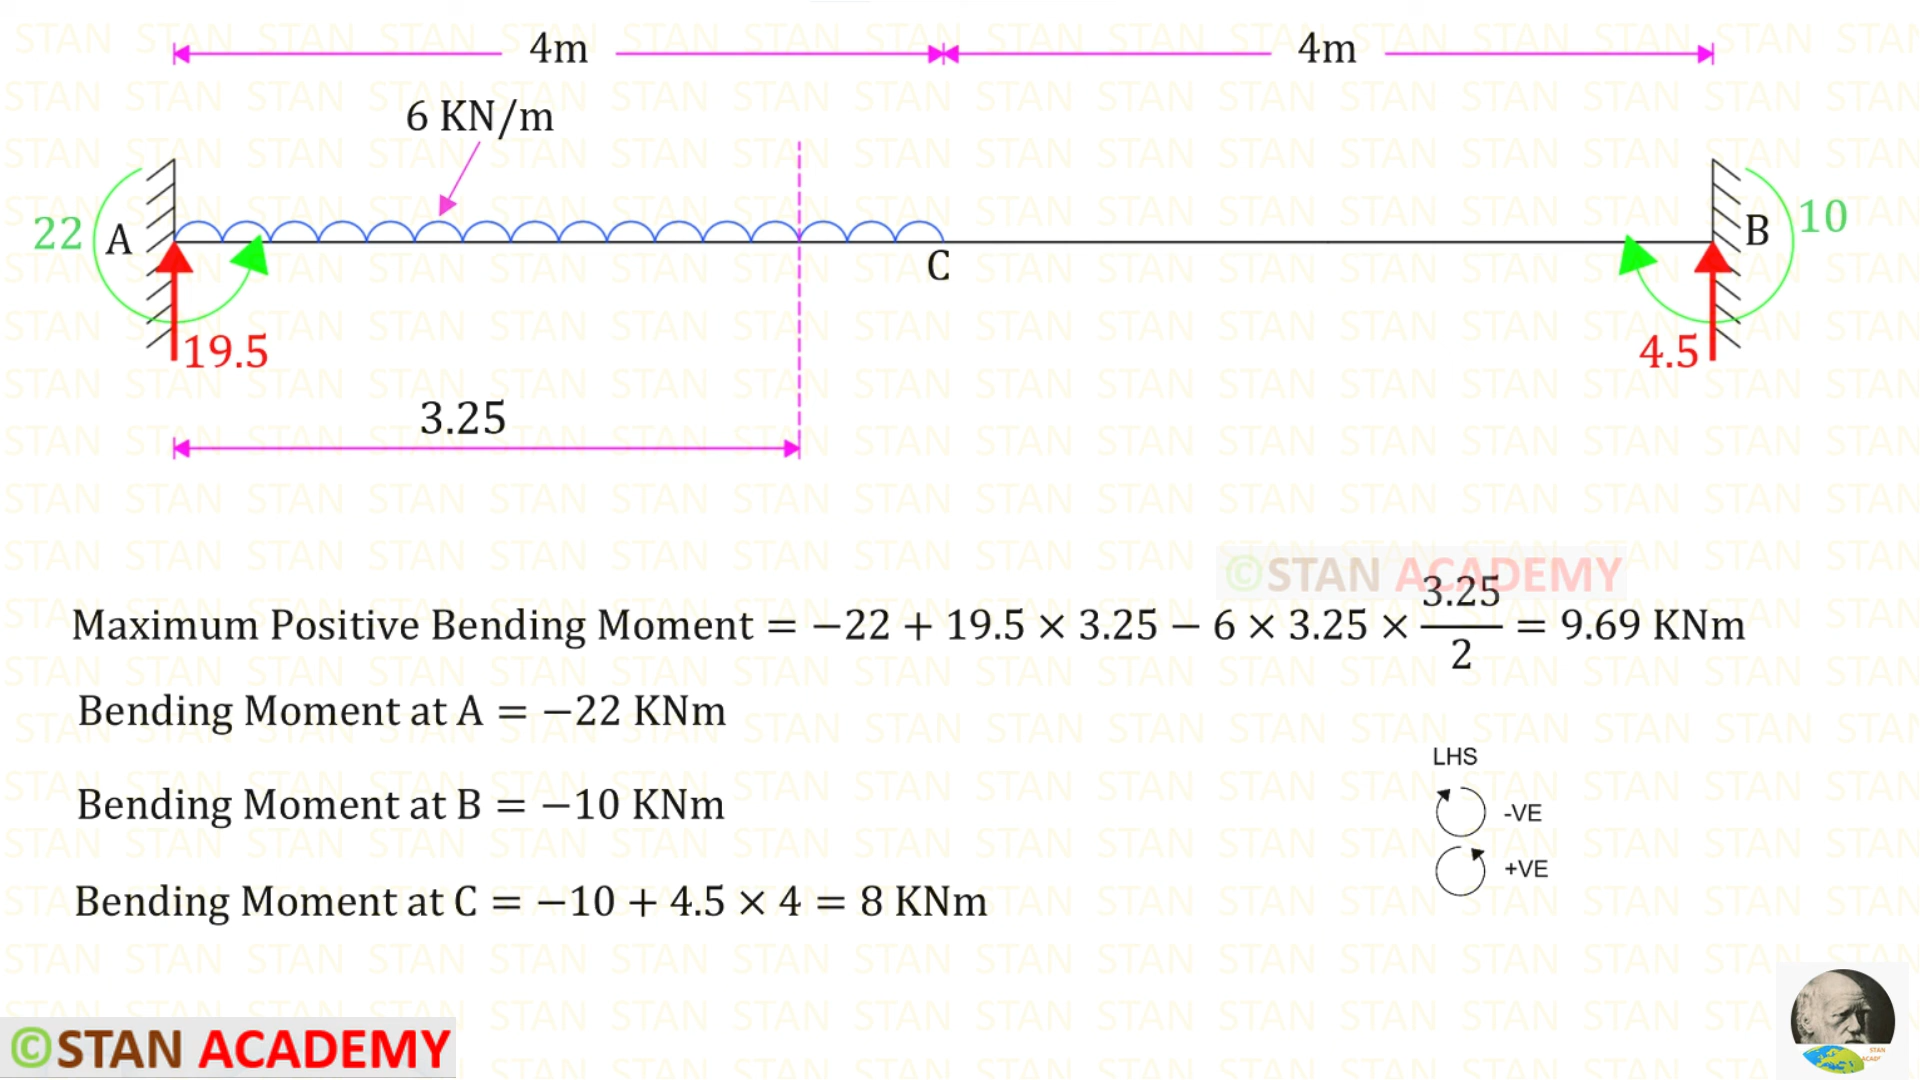 4m 4m
6 KN/m
22 A B 10
C
19.5 4.5
3.25
©STAN ACADEMY
Maximum Positive Bending Moment = −22 + 19.5 × 3.25 − 6 × 3.25 × 3.25/2 = 9.69 KNm
Bending Moment at A = −22 KNm
LHS
Bending Moment at B = −10 KNm
-VE
+VE
Bending Moment at C = −10 + 4.5 × 4 = 8 KNm
©STAN ACADEMY
STAN